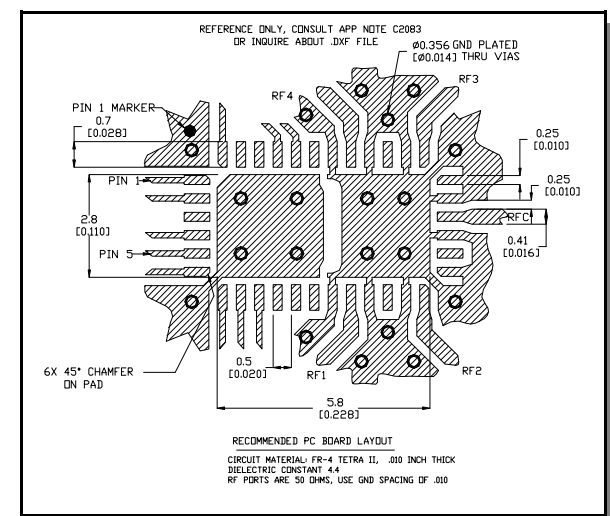 REFERENCE ONLY, CONSULT APP NOTE C2083
OR INQUIRE ABOUT .DXF FILE
Ø0.356 GND PLATED
[Ø0.014] THRU VIAS
RF4
RF3
PIN 1 MARKER
0.7
[0.028]
0.25
[0.010]
PIN 1
0.25
[0.010]
2.8
[0.110]
RFC
PIN 5
0.41
[0.016]
6X 45° CHAMFER
ON PAD
0.5
[0.020]
RF1
RF2
5.8
[0.228]
RECOMMENDED PC BOARD LAYOUT
CIRCUIT MATERIAL: FR-4 TETRA II, .010 INCH THICK
DIELECTRIC CONSTANT 4.4
RF PORTS ARE 50 OHMS, USE GND SPACING OF .010